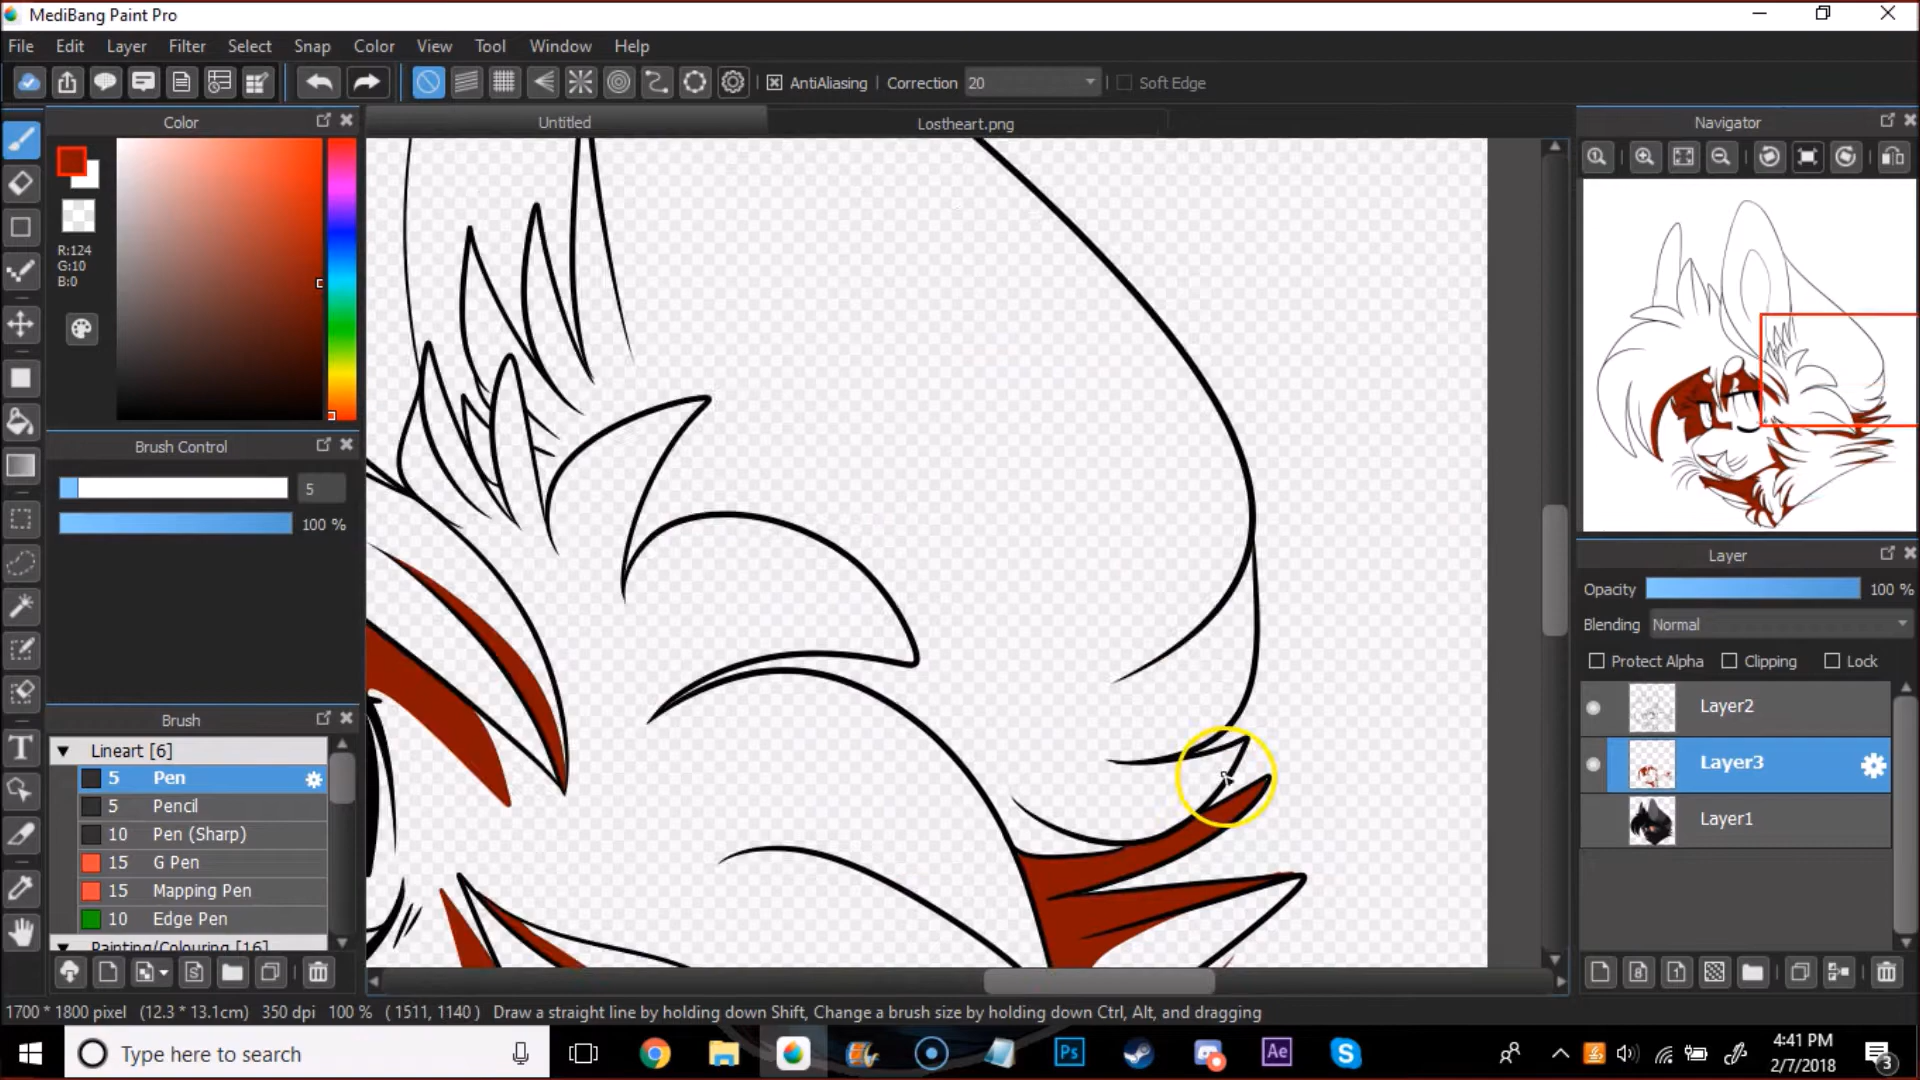 MediBang Paint Pro
File Edit Layer Filter Select Snap Color View Tool Window Help
AntiAliasing Correction 20 Soft Edge
Color
Untitled
Lostheart.png
Navigator
R:124
G:10
B:0
Brush Control
5
100 %
Brush
Lineart [6]
5 Pen
5 Pencil
10 Pen (Sharp)
15 G Pen
15 Mapping Pen
10 Edge Pen
Painting/Colouring [16]
Layer
Opacity 100 %
Blending Normal
Protect Alpha Clipping Lock
Layer2
Layer3
Layer1
1700 * 1800 pixel (12.3 * 13.1cm) 350 dpi 100 % ( 1511, 1140 ) Draw a straight line by holding down Shift, Change a brush size by holding down Ctrl, Alt, and dragging
Type here to search
Ps
Ae
4:41 PM
2/7/2018
3